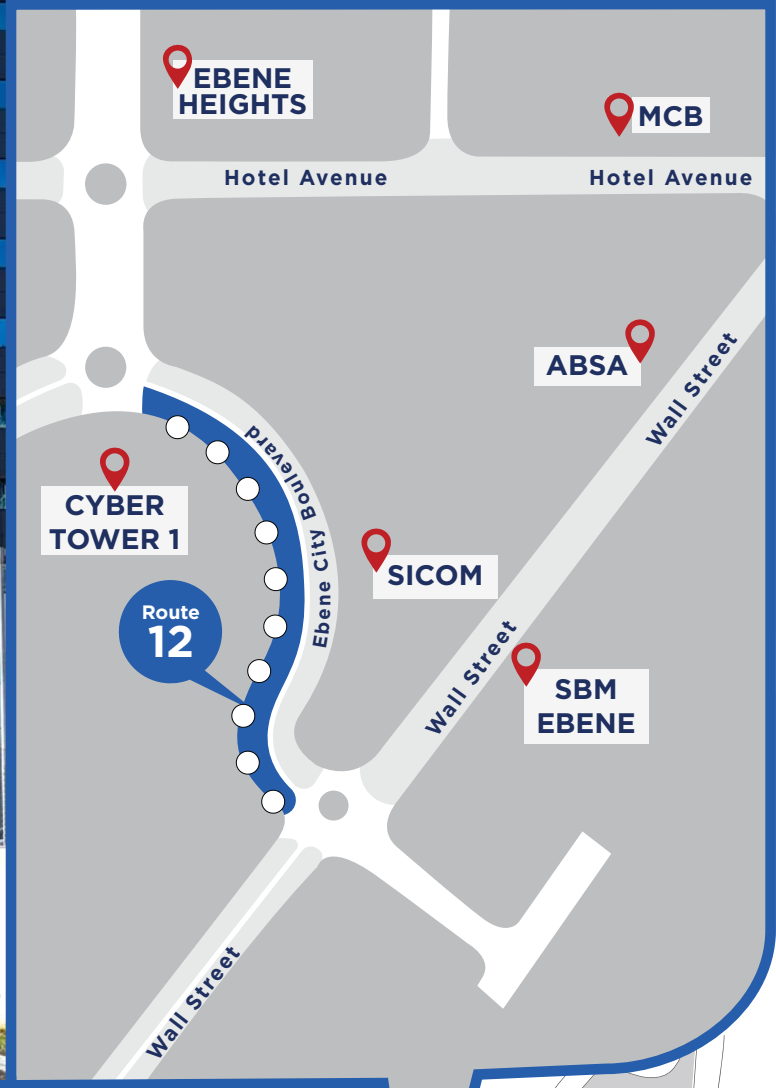 EBENE
HEIGHTS
MCB
Hotel Avenue
Hotel Avenue
ABSA
Wall Street
Ebene City Boulevard
CYBER
TOWER 1
SICOM
Route
12
Wall Street
SBM
EBENE
Wall Street